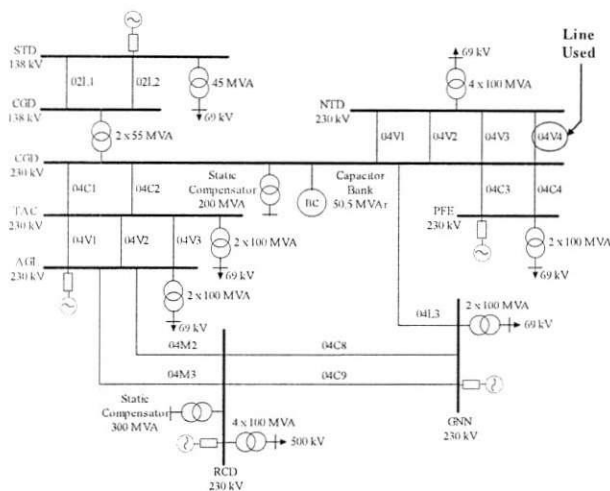 Line
Used
STD
138 kV
02L1
02L2
45 MVA
69 kV
69 kV
4 x 100 MVA
NTD
230 kV
CGD
138 kV
2 x 55 MVA
04V1
04V2
04V3
04V4
CGD
230 kV
04C1
04C2
Static
Compensator
200 MVA
BC
Capacitor
Bank
50.5 MVAr
04C3
04C4
TAC
230 kV
PFE
230 kV
04V1
04V2
04V3
2 x 100 MVA
69 kV
2 x 100 MVA
69 kV
AGL
230 kV
2 x 100 MVA
69 kV
04L3
2 x 100 MVA
69 kV
04M2
04C8
04M3
04C9
Static
Compensator
300 MVA
4 x 100 MVA
500 kV
GNN
230 kV
RCD
230 kV